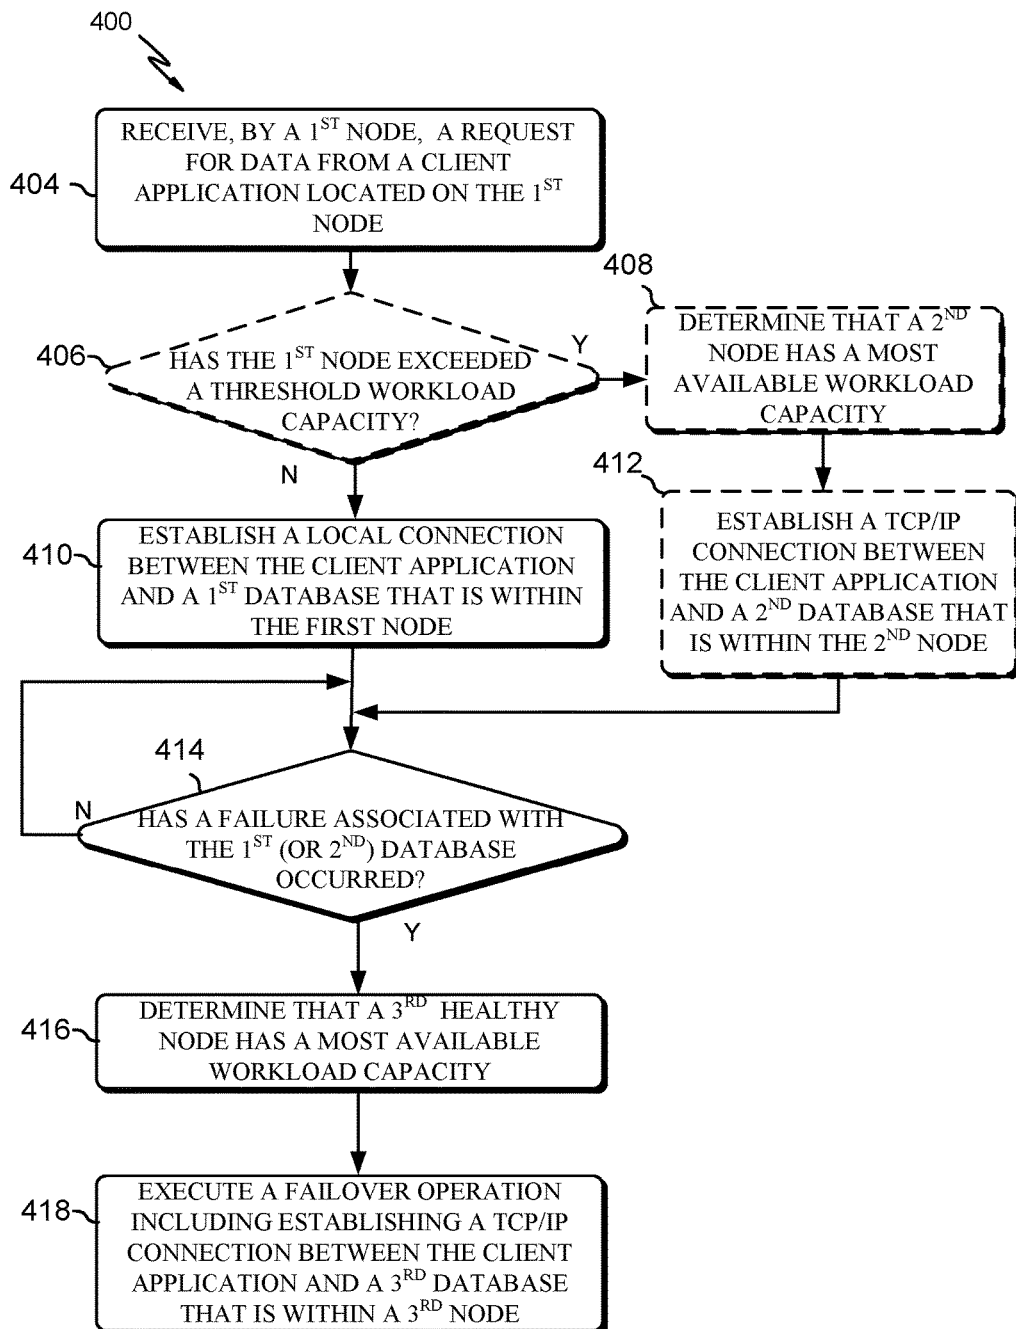 400
404
RECEIVE, BY A 1ST NODE, A REQUEST
FOR DATA FROM A CLIENT
APPLICATION LOCATED ON THE 1ST
NODE
406
HAS THE 1ST NODE EXCEEDED
A THRESHOLD WORKLOAD
CAPACITY?
Y
N
408
DETERMINE THAT A 2ND
NODE HAS A MOST
AVAILABLE WORKLOAD
CAPACITY
410
ESTABLISH A LOCAL CONNECTION
BETWEEN THE CLIENT APPLICATION
AND A 1ST DATABASE THAT IS WITHIN
THE FIRST NODE
412
ESTABLISH A TCP/IP
CONNECTION BETWEEN
THE CLIENT APPLICATION
AND A 2ND DATABASE THAT
IS WITHIN THE 2ND NODE
414
N
HAS A FAILURE ASSOCIATED WITH
THE 1ST (OR 2ND) DATABASE
OCCURRED?
Y
416
DETERMINE THAT A 3RD HEALTHY
NODE HAS A MOST AVAILABLE
WORKLOAD CAPACITY
418
EXECUTE A FAILOVER OPERATION
INCLUDING ESTABLISHING A TCP/IP
CONNECTION BETWEEN THE CLIENT
APPLICATION AND A 3RD DATABASE
THAT IS WITHIN A 3RD NODE